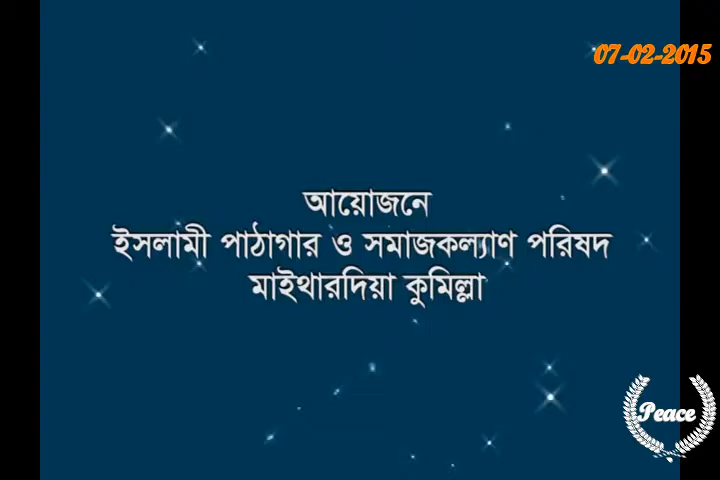 07-02-2015
আয়োজনে
ইসলামী পাঠাগার ও সমাজকল্যাণ পরিষদ
মাইথারদিয়া কুমিল্লা
Peace